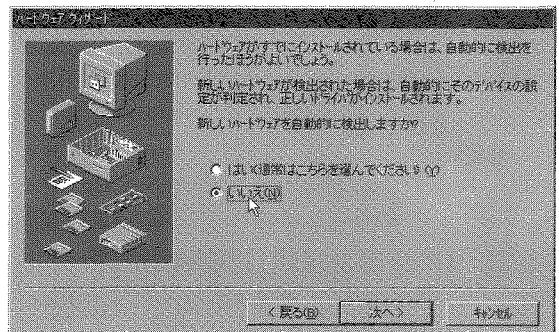 ハードウェア ウィザード
ハードウェアがすでにインストールされている場合は、自動的に検出を
行ったほうがよいでしょう。
新しいハードウェアが検出された場合は、自動的にそのデバイスの設
定が判定され、正しいドライバがインストールされます。
新しいハードウェアを自動的に検出しますか?
はい(通常はこちらを選んでください)(Y)
いいえ(N)
< 戻る(B)
次へ >
キャンセル